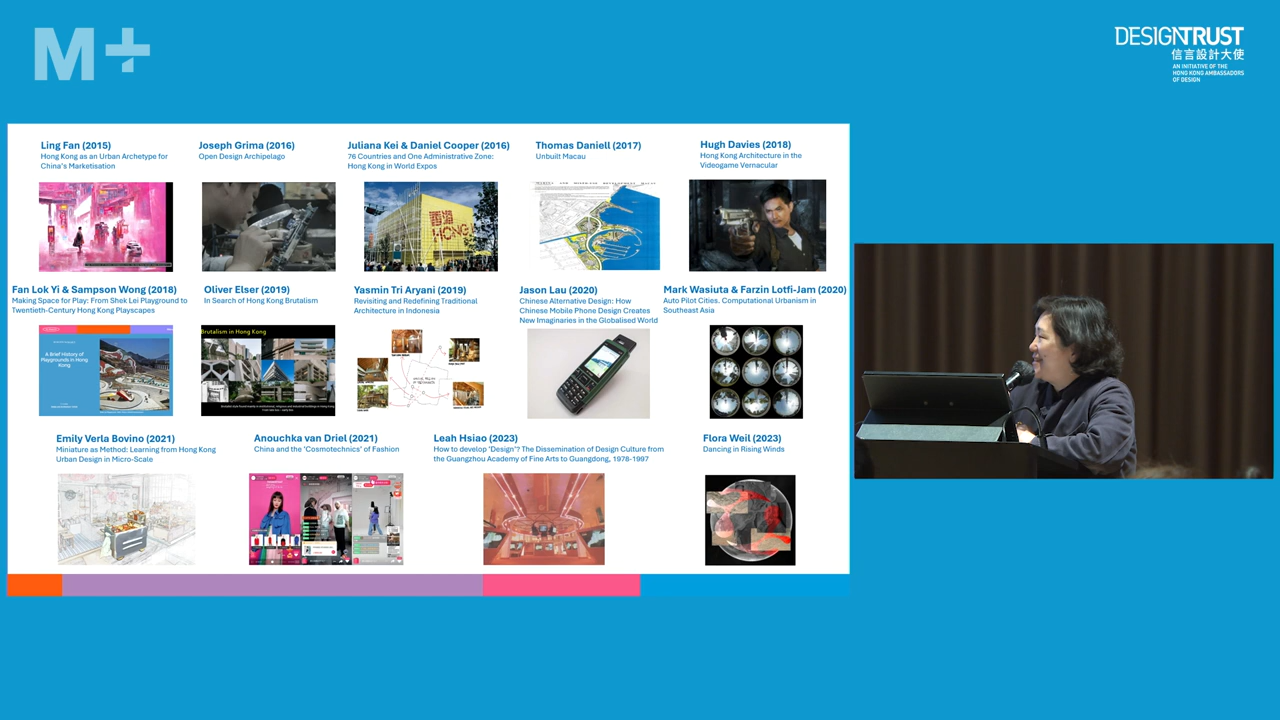 M+
DESIGNTRUST
信言設計大使
AN INITIATIVE OF THE
HONG KONG AMBASSADORS
OF DESIGN
Ling Fan (2015)
Hong Kong as an Urban Archetype for
China's Marketisation
Joseph Grima (2016)
Open Design Archipelago
Juliana Kei & Daniel Cooper (2016)
76 Countries and One Administrative Zone:
Hong Kong in World Expos
Thomas Daniell (2017)
Unbuilt Macau
Hugh Davies (2018)
Hong Kong Architecture in the
Videogame Vernacular
香港
HONG
Fan Lok Yi & Sampson Wong (2018)
Making Space for Play: From Shek Lei Playground to
Twentieth-Century Hong Kong Playscapes
Oliver Elser (2019)
In Search of Hong Kong Brutalism
Yasmin Tri Aryani (2019)
Revisiting and Redefining Traditional
Architecture in Indonesia
Jason Lau (2020)
Chinese Alternative Design: How
Chinese Mobile Phone Design Creates
New Imaginaries in the Globalised World
Mark Wasiuta & Farzin Lotfi-Jam (2020)
Auto Pilot Cities. Computational Urbanism in
Southeast Asia
A Brief History of
Playgrounds in Hong
Kong
Brutalism in Hong Kong
Emily Verla Bovino (2021)
Miniature as Method: Learning from Hong Kong
Urban Design in Micro-Scale
Anouchka van Driel (2021)
China and the 'Cosmotechnics' of Fashion
Leah Hsiao (2023)
How to develop 'Design'? The Dissemination of Design Culture from
the Guangzhou Academy of Fine Arts to Guangdong, 1978-1997
Flora Weil (2023)
Dancing in Rising Winds